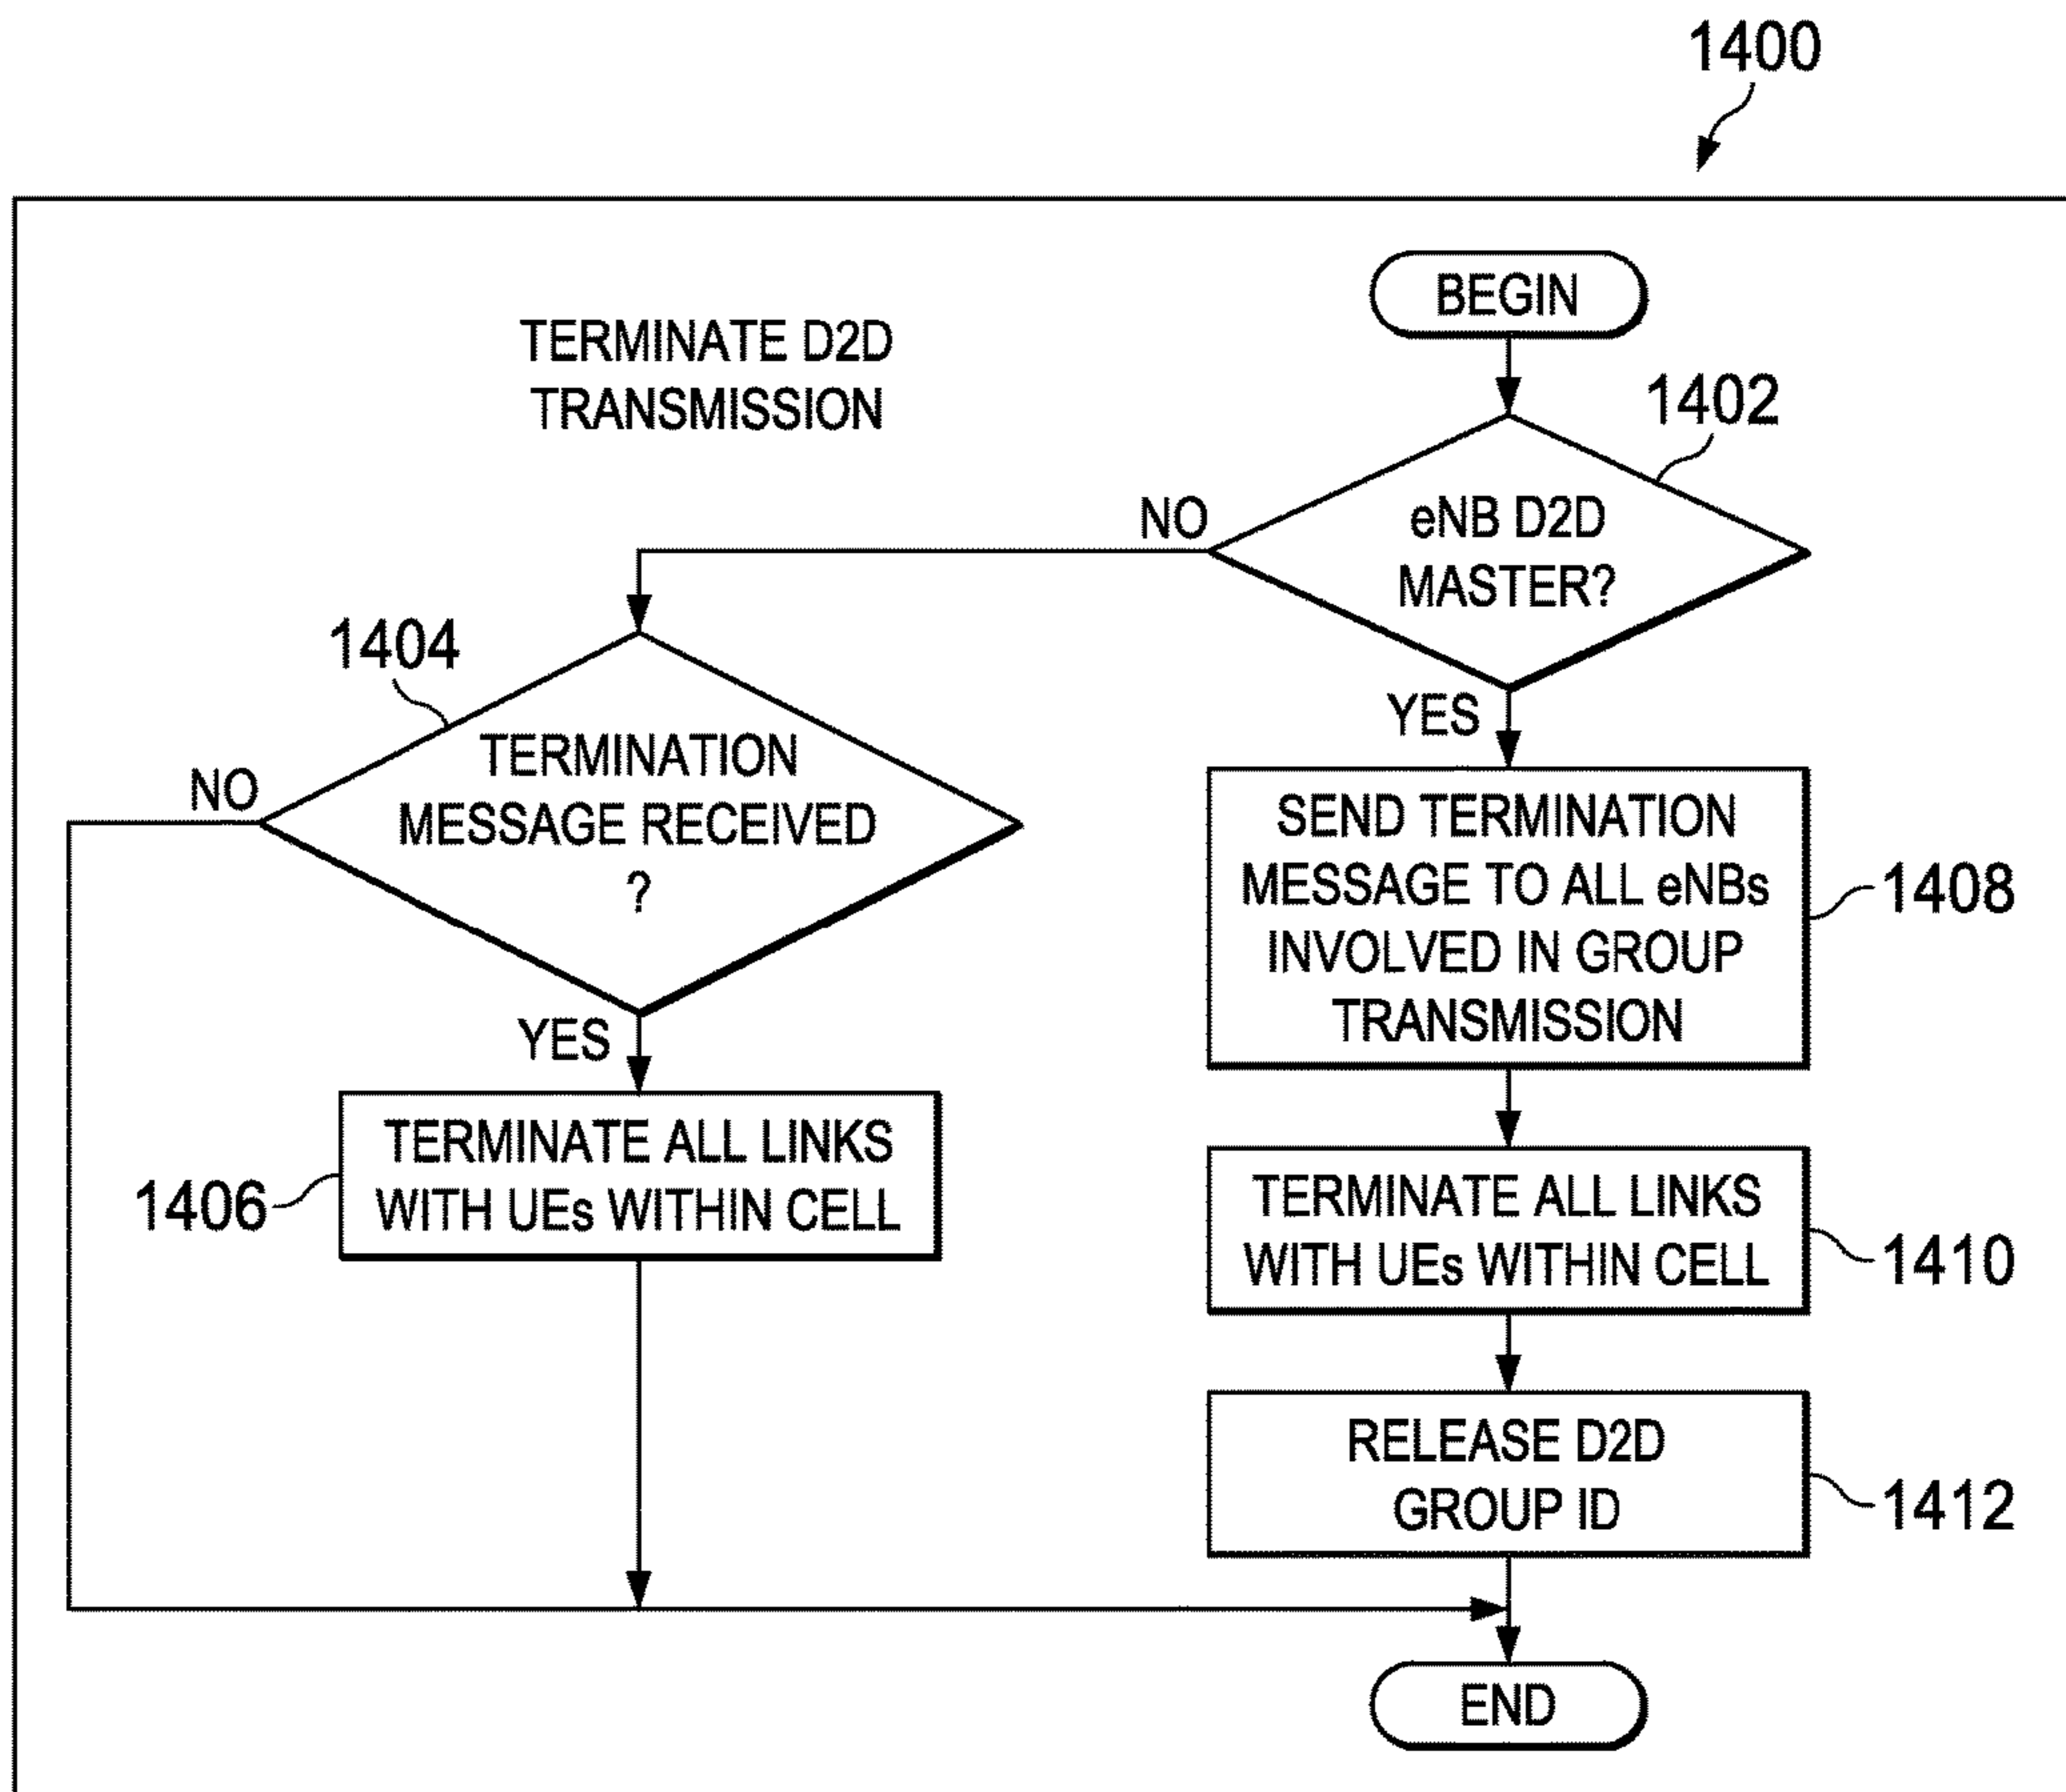 1400
BEGIN
TERMINATE D2D
TRANSMISSION
1402
NO
eNB D2D
MASTER?
YES
1404
NO
TERMINATION
MESSAGE RECEIVED
?
YES
SEND TERMINATION
MESSAGE TO ALL eNBs
INVOLVED IN GROUP
TRANSMISSION
1408
1406
TERMINATE ALL LINKS
WITH UEs WITHIN CELL
TERMINATE ALL LINKS
WITH UEs WITHIN CELL
1410
RELEASE D2D
GROUP ID
1412
END